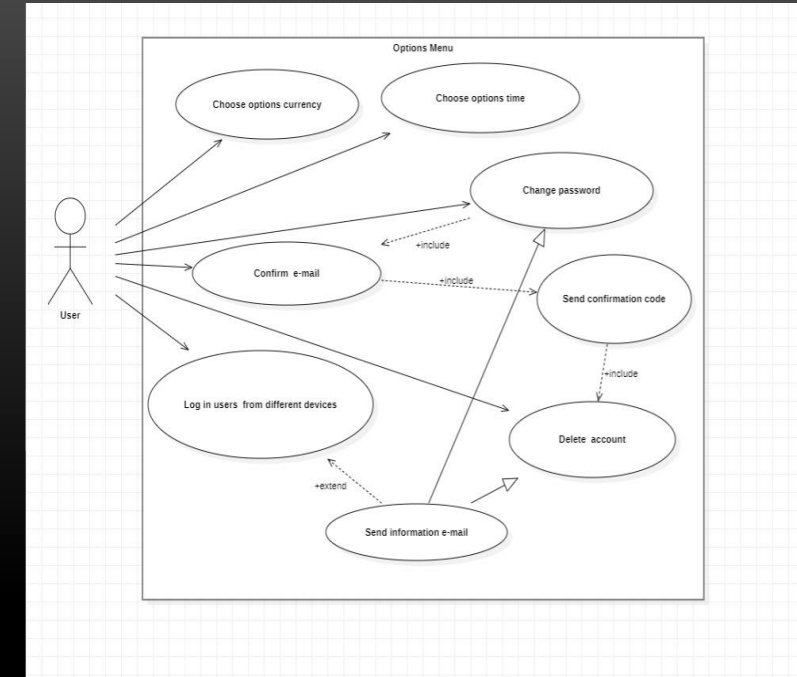 Options Menu
Choose options currency
Choose options time
Change password
+include
Confirm e-mail
+include
Send confirmation code
User
+include
Log in users from different devices
Delete account
+extend
Send information e-mail